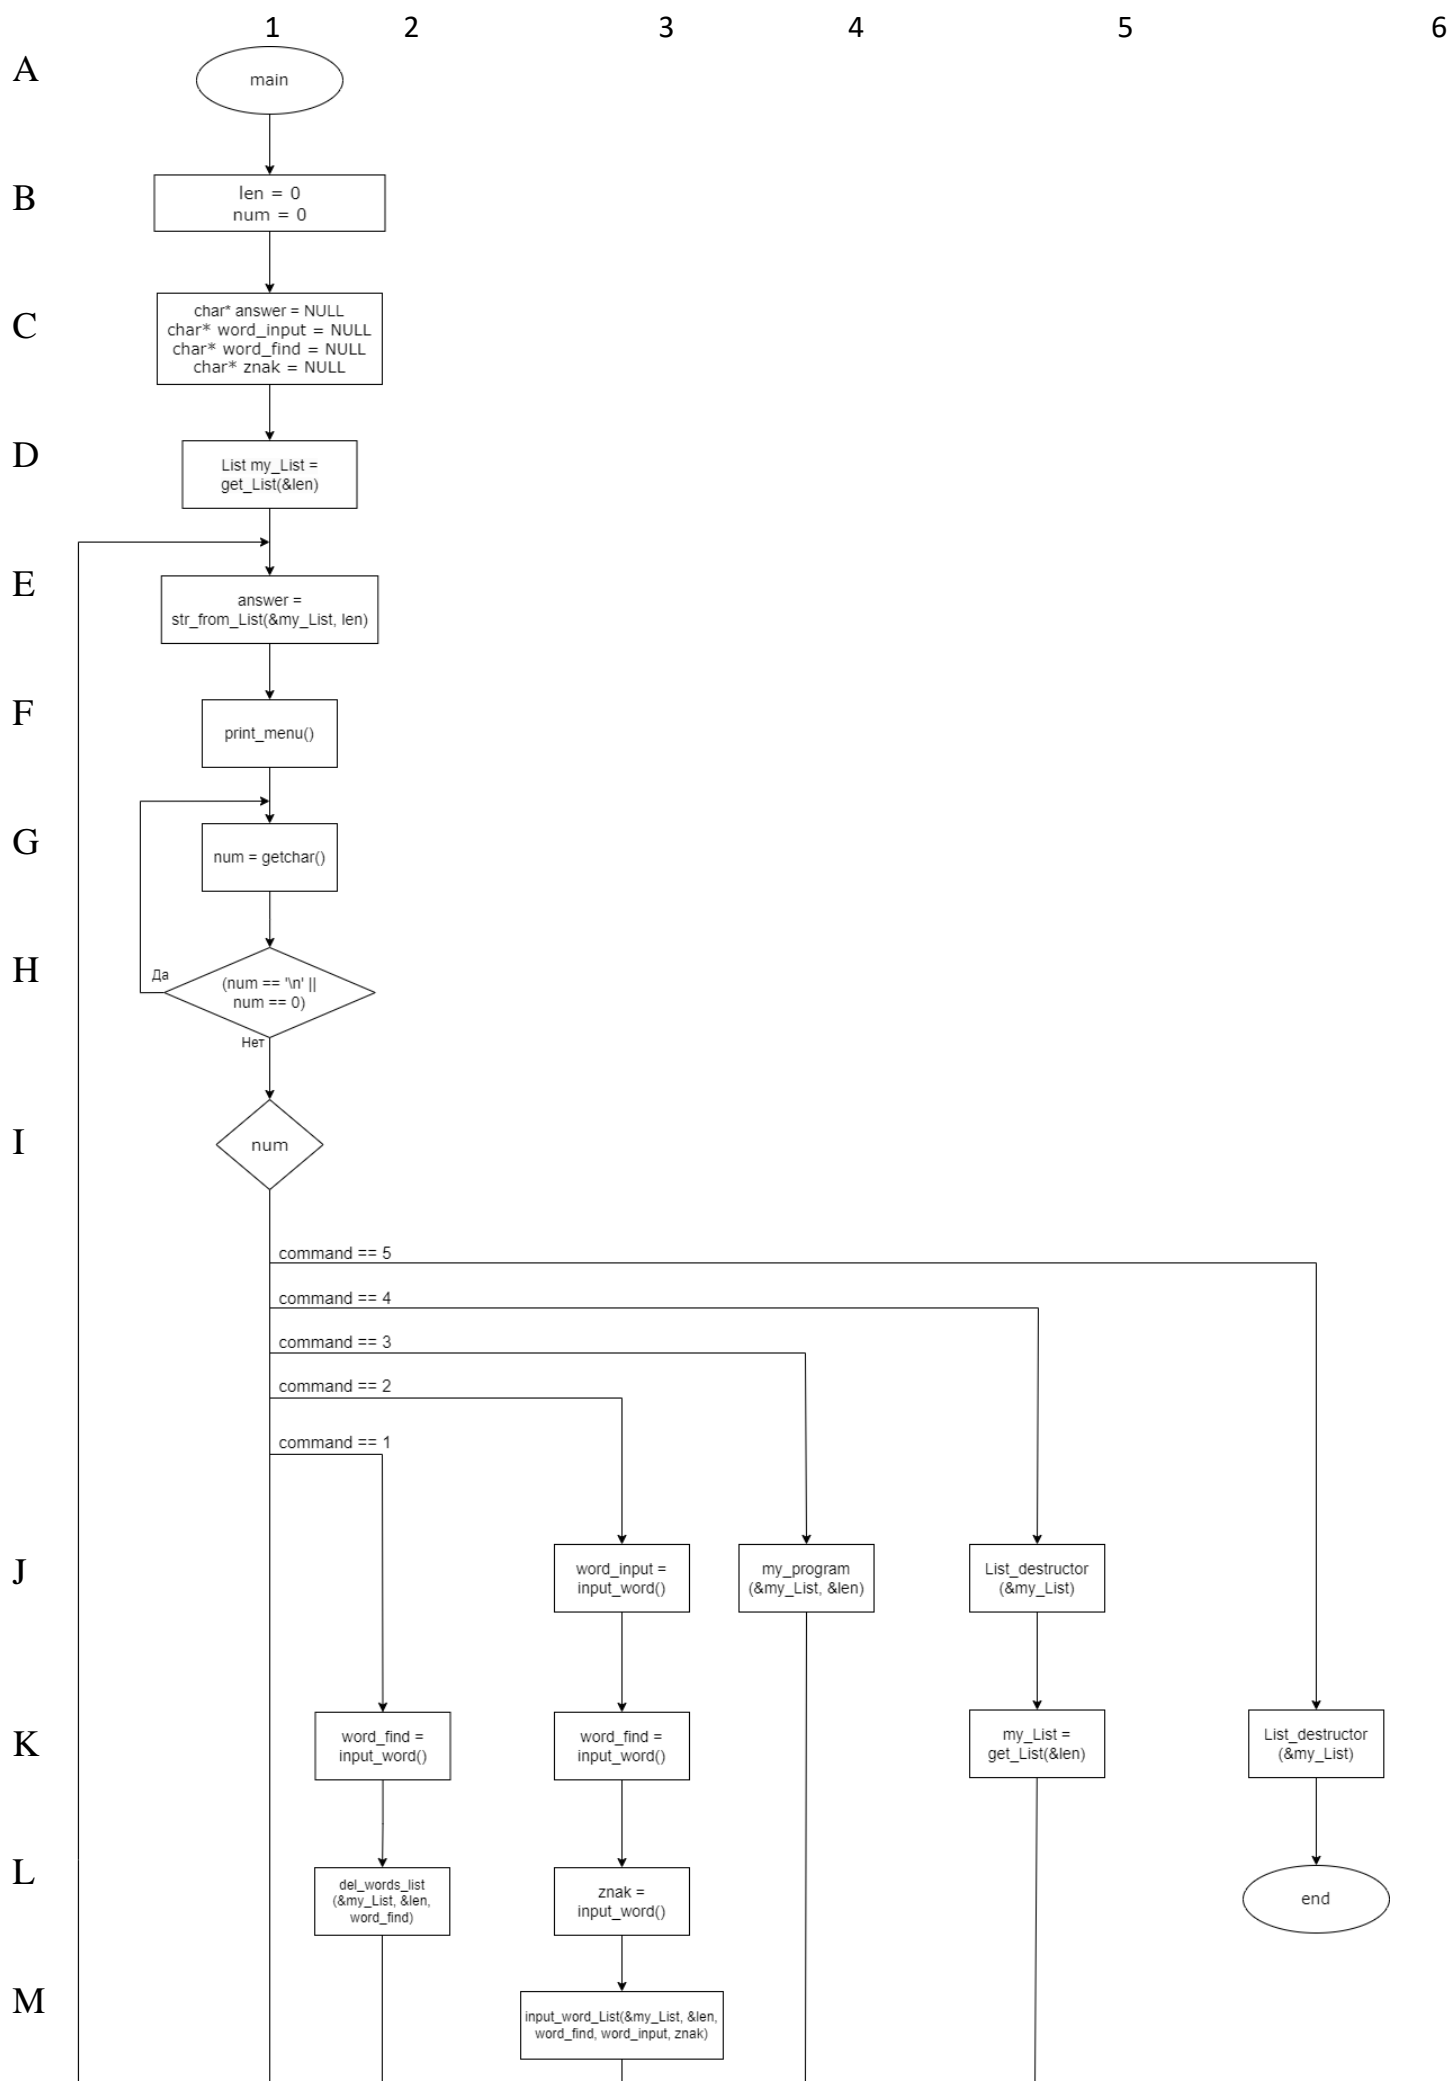 1 2 3 4 5 6
A
main
B
len = 0
num = 0
C
char* answer = NULL
char* word_input = NULL
char* word_find = NULL
char* znak = NULL
D
List my_List =
get_List(&len)
E
answer =
str_from_List(&my_List, len)
F
print_menu()
G
num = getchar()
H
Да
(num == '\n' ||
num == 0)
Нет
I
num
command == 5
command == 4
command == 3
command == 2
command == 1
J
word_input =
input_word()
my_program
(&my_List, &len)
List_destructor
(&my_List)
K
word_find =
input_word()
word_find =
input_word()
my_List =
get_List(&len)
List_destructor
(&my_List)
L
del_words_list
(&my_List, &len,
word_find)
znak =
input_word()
end
M
input_word_List(&my_List, &len,
word_find, word_input, znak)